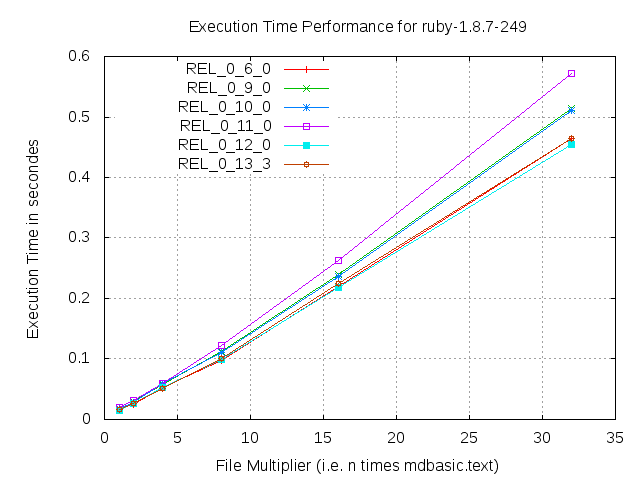 Execution Time Performance for ruby-1.8.7-249
REL_0_6_0
REL_0_9_0
REL_0_10_0
REL_0_11_0
REL_0_12_0
REL_0_13_3
0.6
0.5
0.4
0.3
0.2
0.1
0
Execution Time in secondes
0 5 10 15 20 25 30 35
File Multiplier (i.e. n times mdbasic.text)